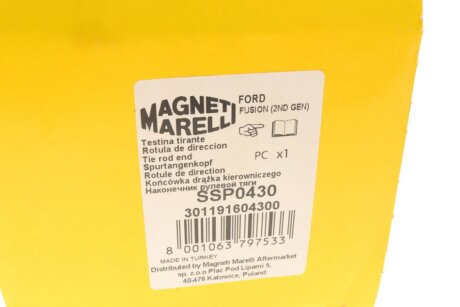 MAGNETI
MARELLI
FORD
FUSION (2ND GEN)
PC x1
Testina tirante
Rotula de direccion
Tie rod end
Spurtangenkopf
Rotule de direction
Końcówka drążka kierowniczego
Наконечник рулевой тяги
SSP0430
301191604300
8 001063 797533
MADE IN TURKEY
Distributed by Magneti Marelli Aftermarket
sp. z.o.o Plac Pod Lipami 5,
40-476 Katowice, Poland